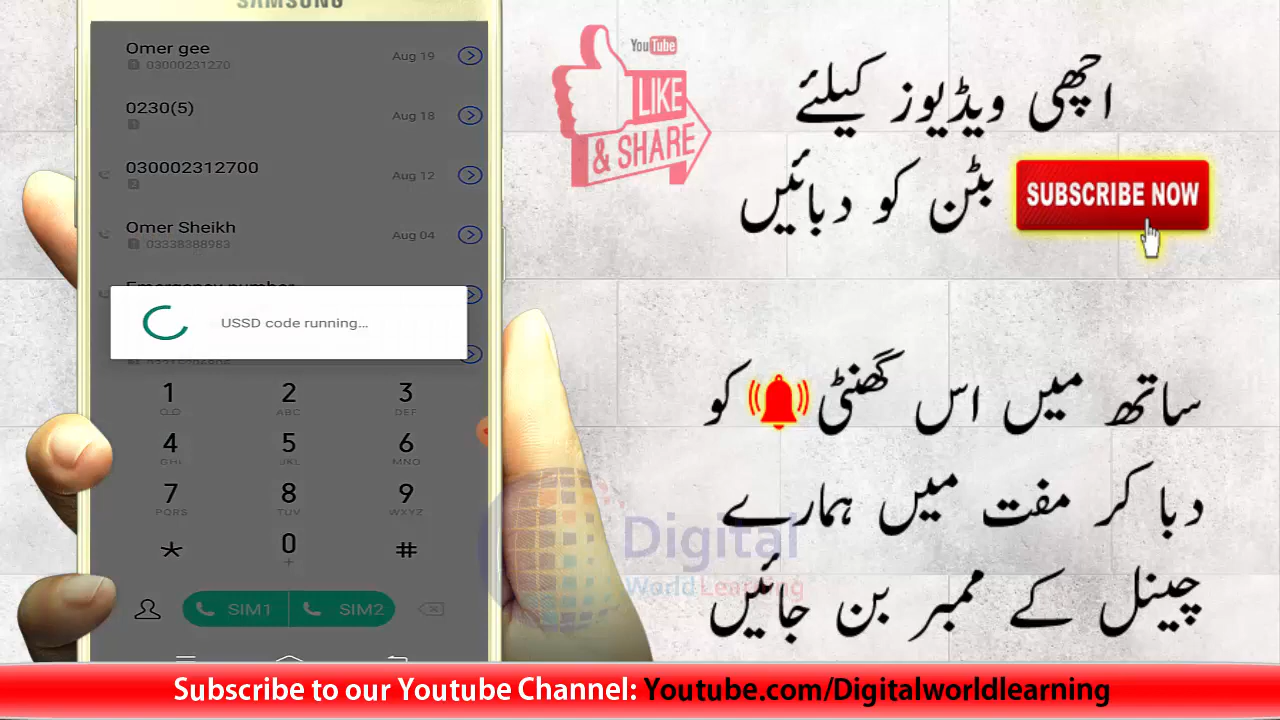 SAMSUNG
Omer gee
03000231270
Aug 19
0230(5)
Aug 18
030002312700
Aug 12
Omer Sheikh
03338388983
Aug 04
Emergency number
USSD code running...
1 2 3
ABC DEF
4 5 6
GHI JKL MNO
7 8 9
PQRS TUV WXYZ
* 0 #
+
SIM1 SIM2
YouTube
LIKE
& SHARE
اچھی ویڈیوز کیلئے
SUBSCRIBE NOW بٹن کو دبائیں
ساتھ میں اس گھنٹی کو
دبا کر مفت میں ہمارے
چینل کے ممبر بن جائیں
Digital
World Learning
Subscribe to our Youtube Channel: Youtube.com/Digitalworldlearning